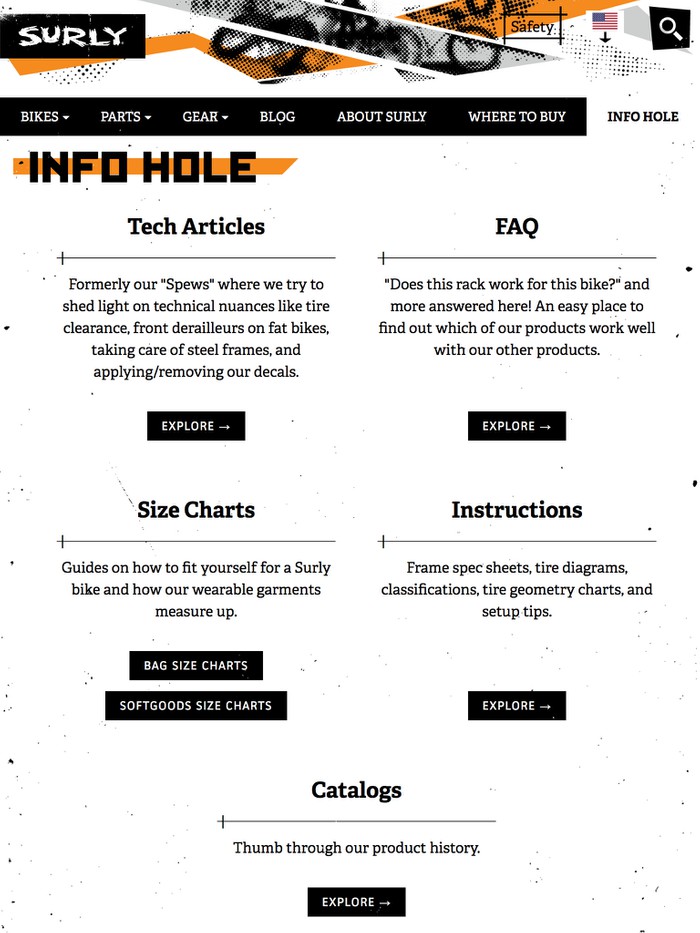 SURLY
Safety
BIKES PARTS GEAR BLOG ABOUT SURLY WHERE TO BUY INFO HOLE
INFO HOLE
Tech Articles
Formerly our "Spews" where we try to
shed light on technical nuances like tire
clearance, front derailleurs on fat bikes,
taking care of steel frames, and
applying/removing our decals.
EXPLORE →
FAQ
"Does this rack work for this bike?" and
more answered here! An easy place to
find out which of our products work well
with our other products.
EXPLORE →
Size Charts
Guides on how to fit yourself for a Surly
bike and how our wearable garments
measure up.
BAG SIZE CHARTS
SOFTGOODS SIZE CHARTS
Instructions
Frame spec sheets, tire diagrams,
classifications, tire geometry charts, and
setup tips.
EXPLORE →
Catalogs
Thumb through our product history.
EXPLORE →